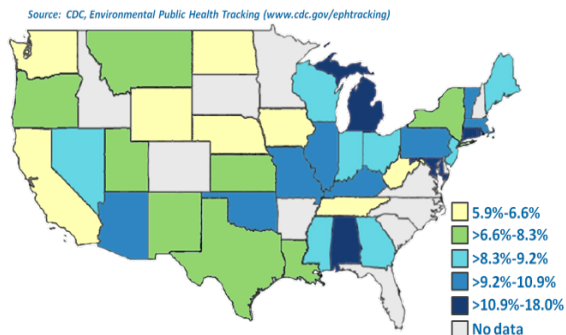 Source: CDC, Environmental Public Health Tracking (www.cdc.gov/ephtracking)
5.9%-6.6%
>6.6%-8.3%
>8.3%-9.2%
>9.2%-10.9%
>10.9%-18.0%
No data